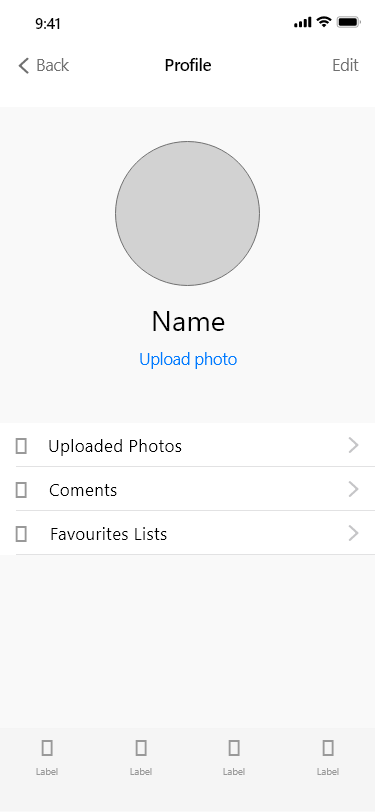 9:41
Back Profile Edit
Name
Upload photo
Uploaded Photos
Coments
Favourites Lists
Label Label Label Label